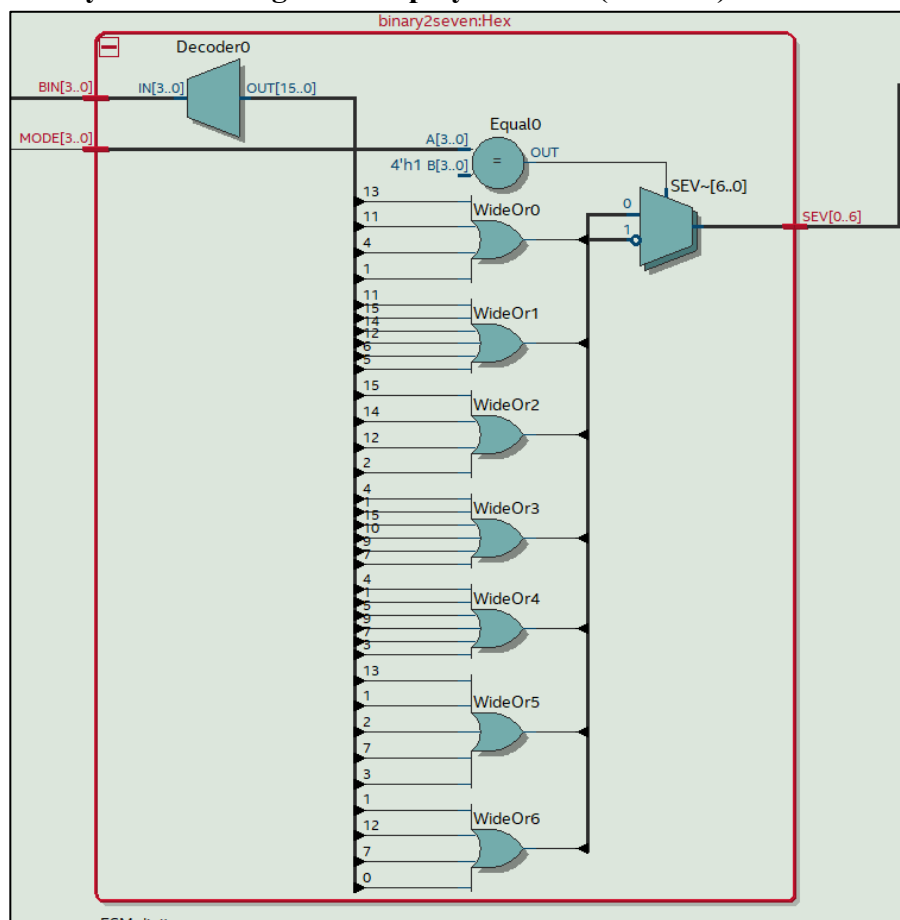 binary2seven:Hex
Decoder0
BIN[3..0]
IN[3..0]
OUT[15..0]
MODE[3..0]
Equal0
A[3..0]
4'h1 B[3..0]
=
OUT
SEV~[6..0]
0
1
SEV[0..6]
13
WideOr0
11
4
1
11
WideOr1
15
14
12
6
5
15
WideOr2
14
12
2
4
WideOr3
1
15
10
9
7
4
WideOr4
1
5
9
7
3
13
WideOr5
1
2
7
3
1
WideOr6
12
7
0